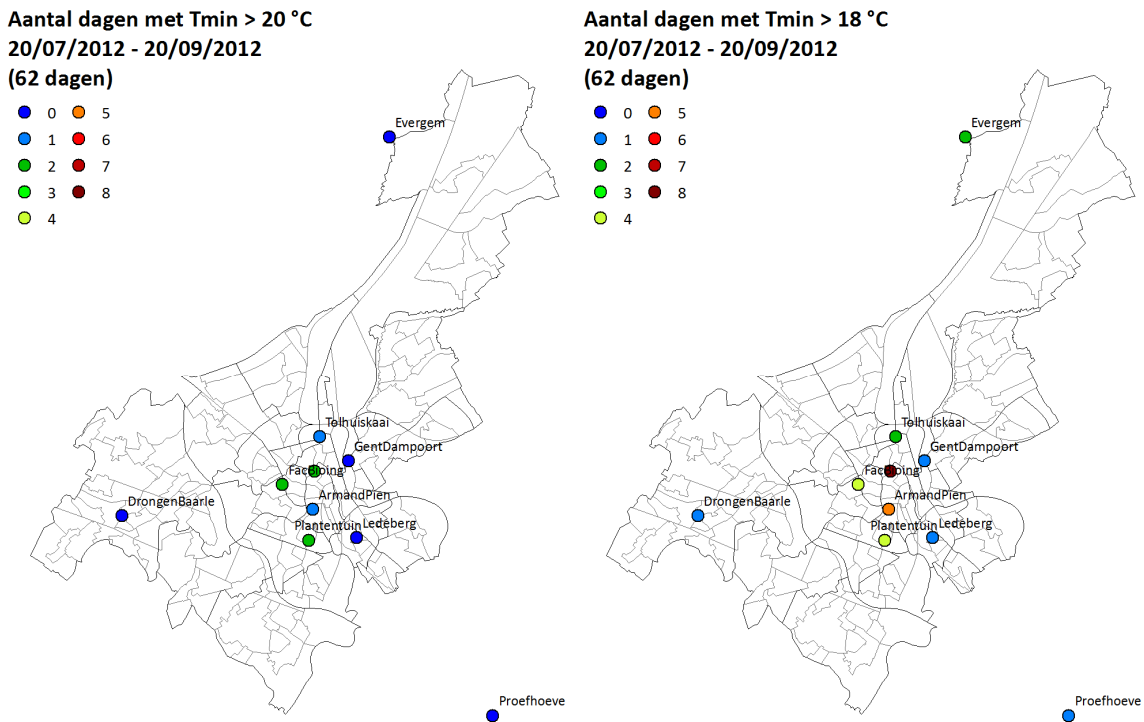 Aantal dagen met Tmin > 20 °C
20/07/2012 - 20/09/2012
(62 dagen)
0 5
1 6
2 7
3 8
4
Evergem
Tolhuiskaai
GentDampoort
ArmandPien
DrongenBaarle
Plantentuin
Ledeberg
Proefhoeve
Aantal dagen met Tmin > 18 °C
20/07/2012 - 20/09/2012
(62 dagen)
0 5
1 6
2 7
3 8
4
Evergem
Tolhuiskaai
GentDampoort
ArmandPien
DrongenBaarle
Plantentuin
Ledeberg
Proefhoeve